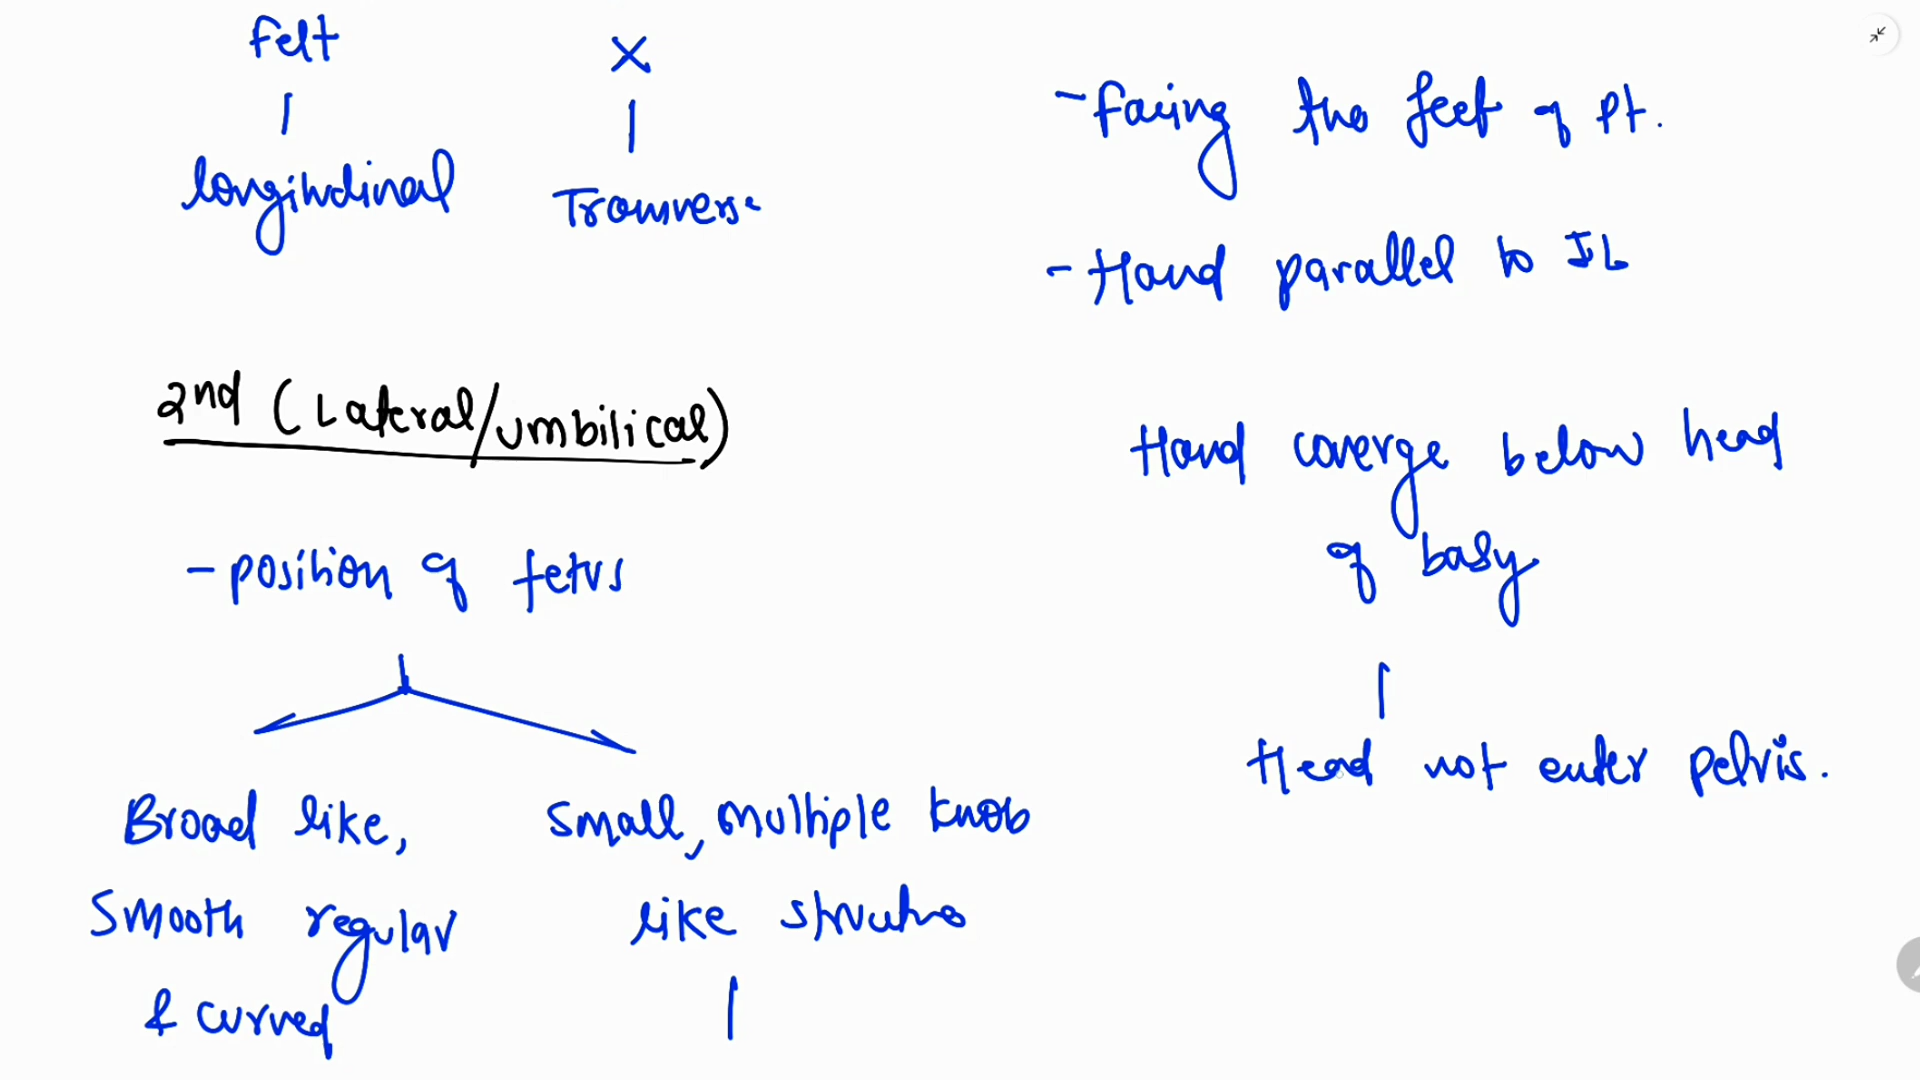 Felt X
longitudinal Transverse
2nd (Lateral/umbilical)
- position of fetus
Broad like, small, multiple knob
smooth regular like structures
& curved
- facing the feet of pt.
- Hand parallel to IL
Hand coverge below head
of baby
Head not enter pelvis.